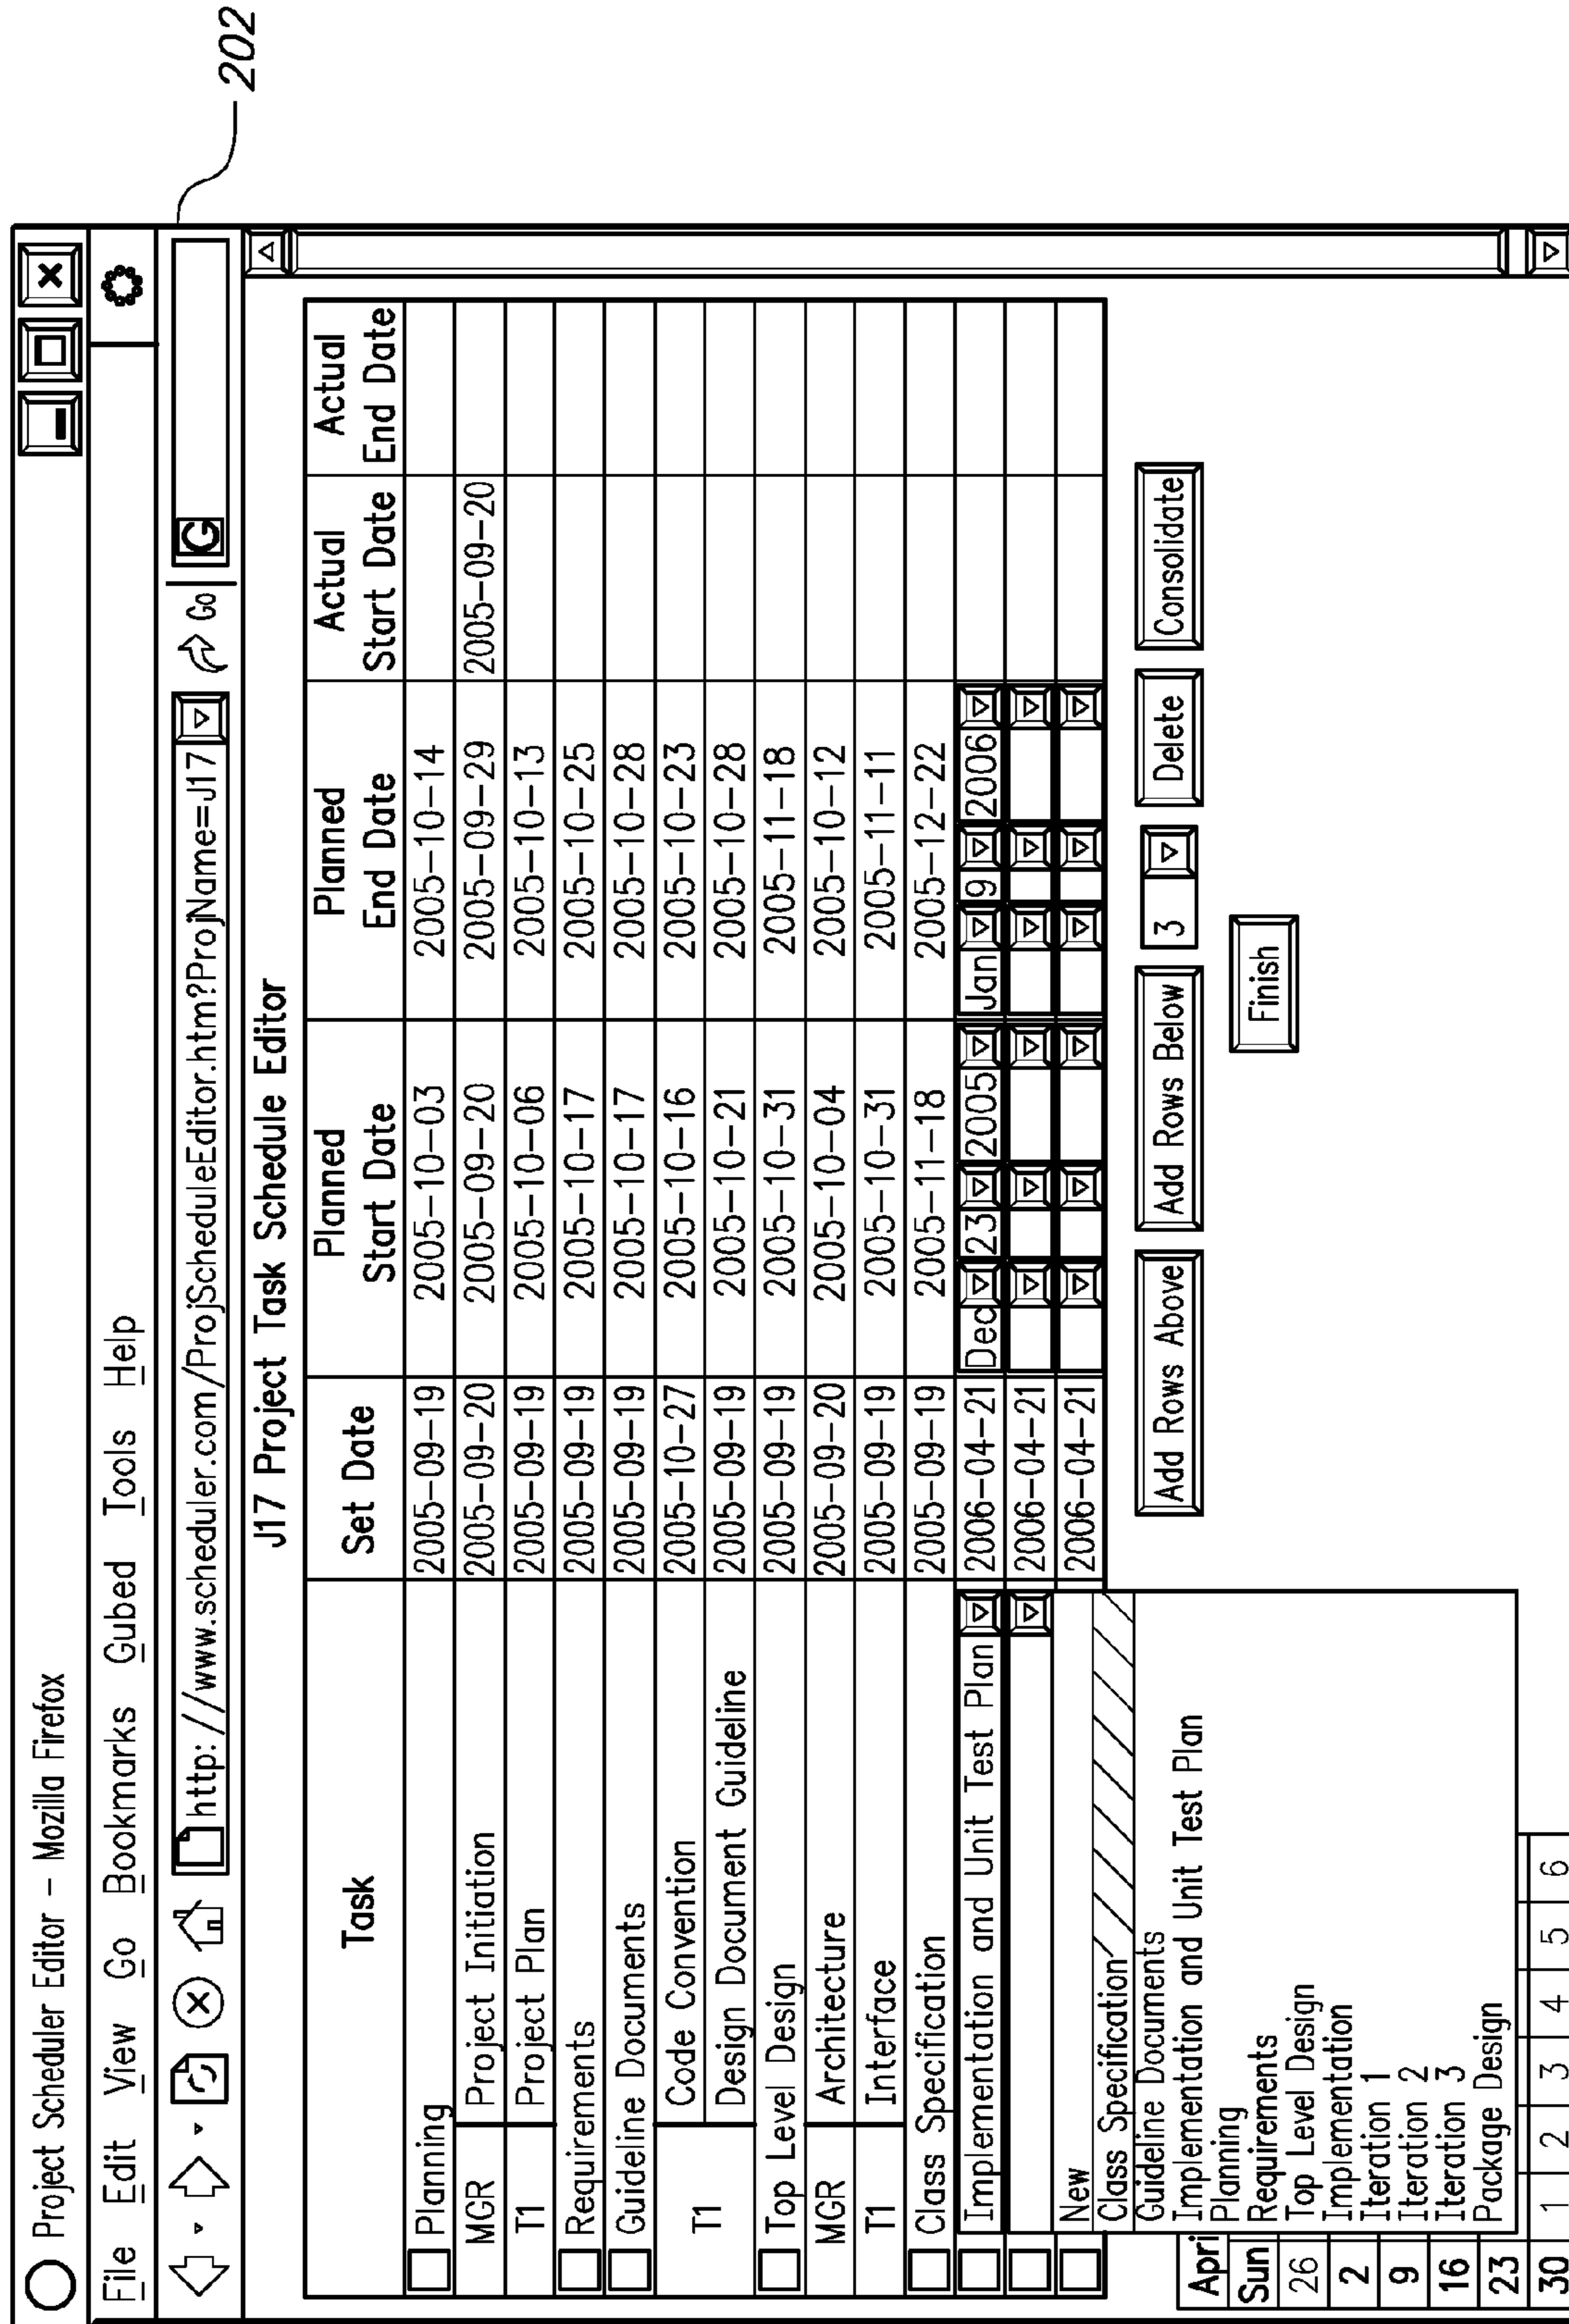 202
Project Scheduler Editor – Mozilla Firefox
File Edit View Go Bookmarks Gubed Tools Help
http://www.scheduler.com/ProjScheduleEditor.htm?ProjName=J17 Go G
J17 Project Task Schedule Editor
Task Set Date Planned Start Date Planned End Date Actual Start Date Actual End Date
Planning 2005-09-19 2005-10-03 2005-10-14
MGR Project Initiation 2005-09-20 2005-09-20 2005-09-29 2005-09-20
T1 Project Plan 2005-09-19 2005-10-06 2005-10-13
Requirements 2005-09-19 2005-10-17 2005-10-25
Guideline Documents 2005-09-19 2005-10-17 2005-10-28
T1 Code Convention 2005-10-27 2005-10-16 2005-10-23
Design Document Guideline 2005-09-19 2005-10-21 2005-10-28
Top Level Design 2005-09-19 2005-10-31 2005-11-18
MGR Architecture 2005-09-20 2005-10-04 2005-10-12
T1 Interface 2005-09-19 2005-10-31 2005-11-11
Class Specification 2005-09-19 2005-11-18 2005-12-22
Implementation and Unit Test Plan 2006-04-21 Dec 23 2005 Jan 9 2006
2006-04-21
New 2006-04-21
Class Specification
Guideline Documents
Implementation and Unit Test Plan
Planning
Requirements
Top Level Design
Implementation
Iteration 1
Iteration 2
Iteration 3
Package Design
Add Rows Above Add Rows Below 3 Delete Consolidate
Finish
Apri
Sun
26
2
9
16
23
30 1 2 3 4 5 6